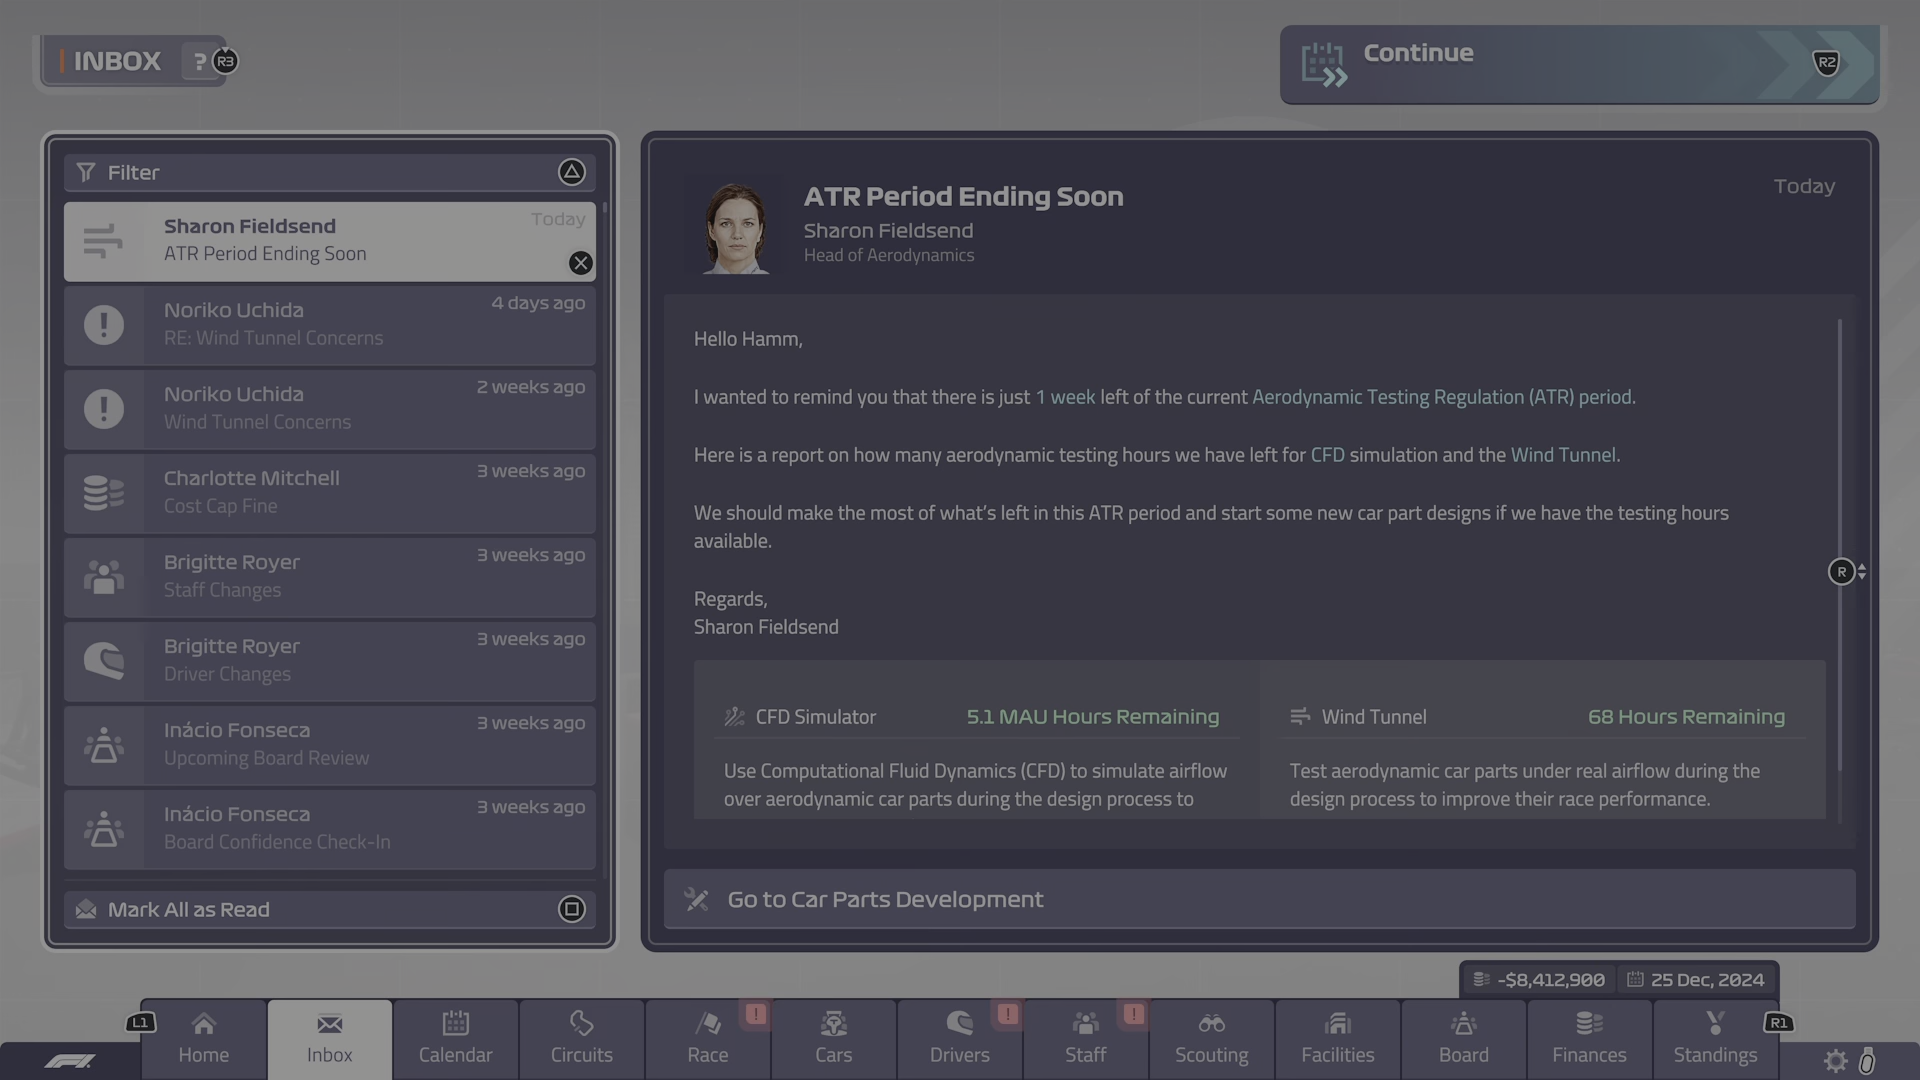 INBOX
?
R3
Continue
R2
Filter
Sharon Fieldsend
Today
ATR Period Ending Soon
Noriko Uchida
4 days ago
RE: Wind Tunnel Concerns
Noriko Uchida
2 weeks ago
Wind Tunnel Concerns
Charlotte Mitchell
3 weeks ago
Cost Cap Fine
Brigitte Royer
3 weeks ago
Staff Changes
Brigitte Royer
3 weeks ago
Driver Changes
Inácio Fonseca
3 weeks ago
Upcoming Board Review
Inácio Fonseca
3 weeks ago
Board Confidence Check-In
Mark All as Read
ATR Period Ending Soon
Today
Sharon Fieldsend
Head of Aerodynamics
Hello Hamm,
I wanted to remind you that there is just 1 week left of the current Aerodynamic Testing Regulation (ATR) period.
Here is a report on how many aerodynamic testing hours we have left for CFD simulation and the Wind Tunnel.
We should make the most of what's left in this ATR period and start some new car part designs if we have the testing hours
available.
Regards,
Sharon Fieldsend
R
CFD Simulator
5.1 MAU Hours Remaining
Use Computational Fluid Dynamics (CFD) to simulate airflow
over aerodynamic car parts during the design process to
Wind Tunnel
68 Hours Remaining
Test aerodynamic car parts under real airflow during the
design process to improve their race performance.
Go to Car Parts Development
-$8,412,900
25 Dec, 2024
L1
Home
Inbox
Calendar
Circuits
Race
!
Cars
Drivers
!
Staff
!
Scouting
Facilities
Board
Finances
Standings
R1
F1